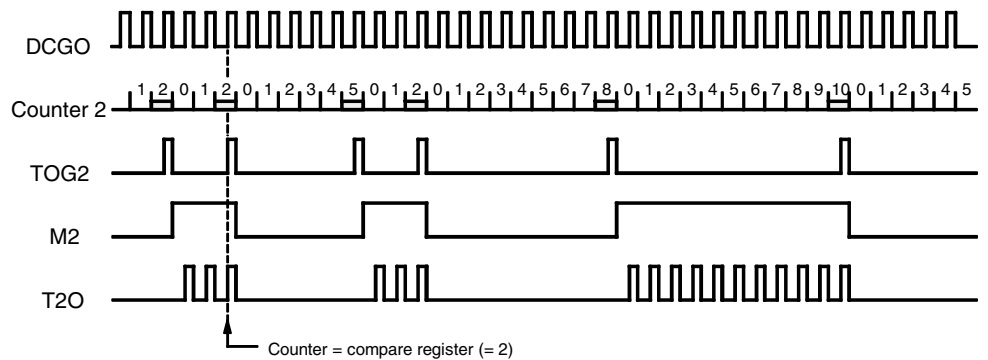 DCGO
Counter 2
1 2 0 1 2 0 1 2 3 4 5 0 1 2 0 1 2 3 4 5 6 7 8 0 1 2 3 4 5 6 7 8 9 10 0 1 2 3 4 5
TOG2
M2
T2O
Counter = compare register (= 2)